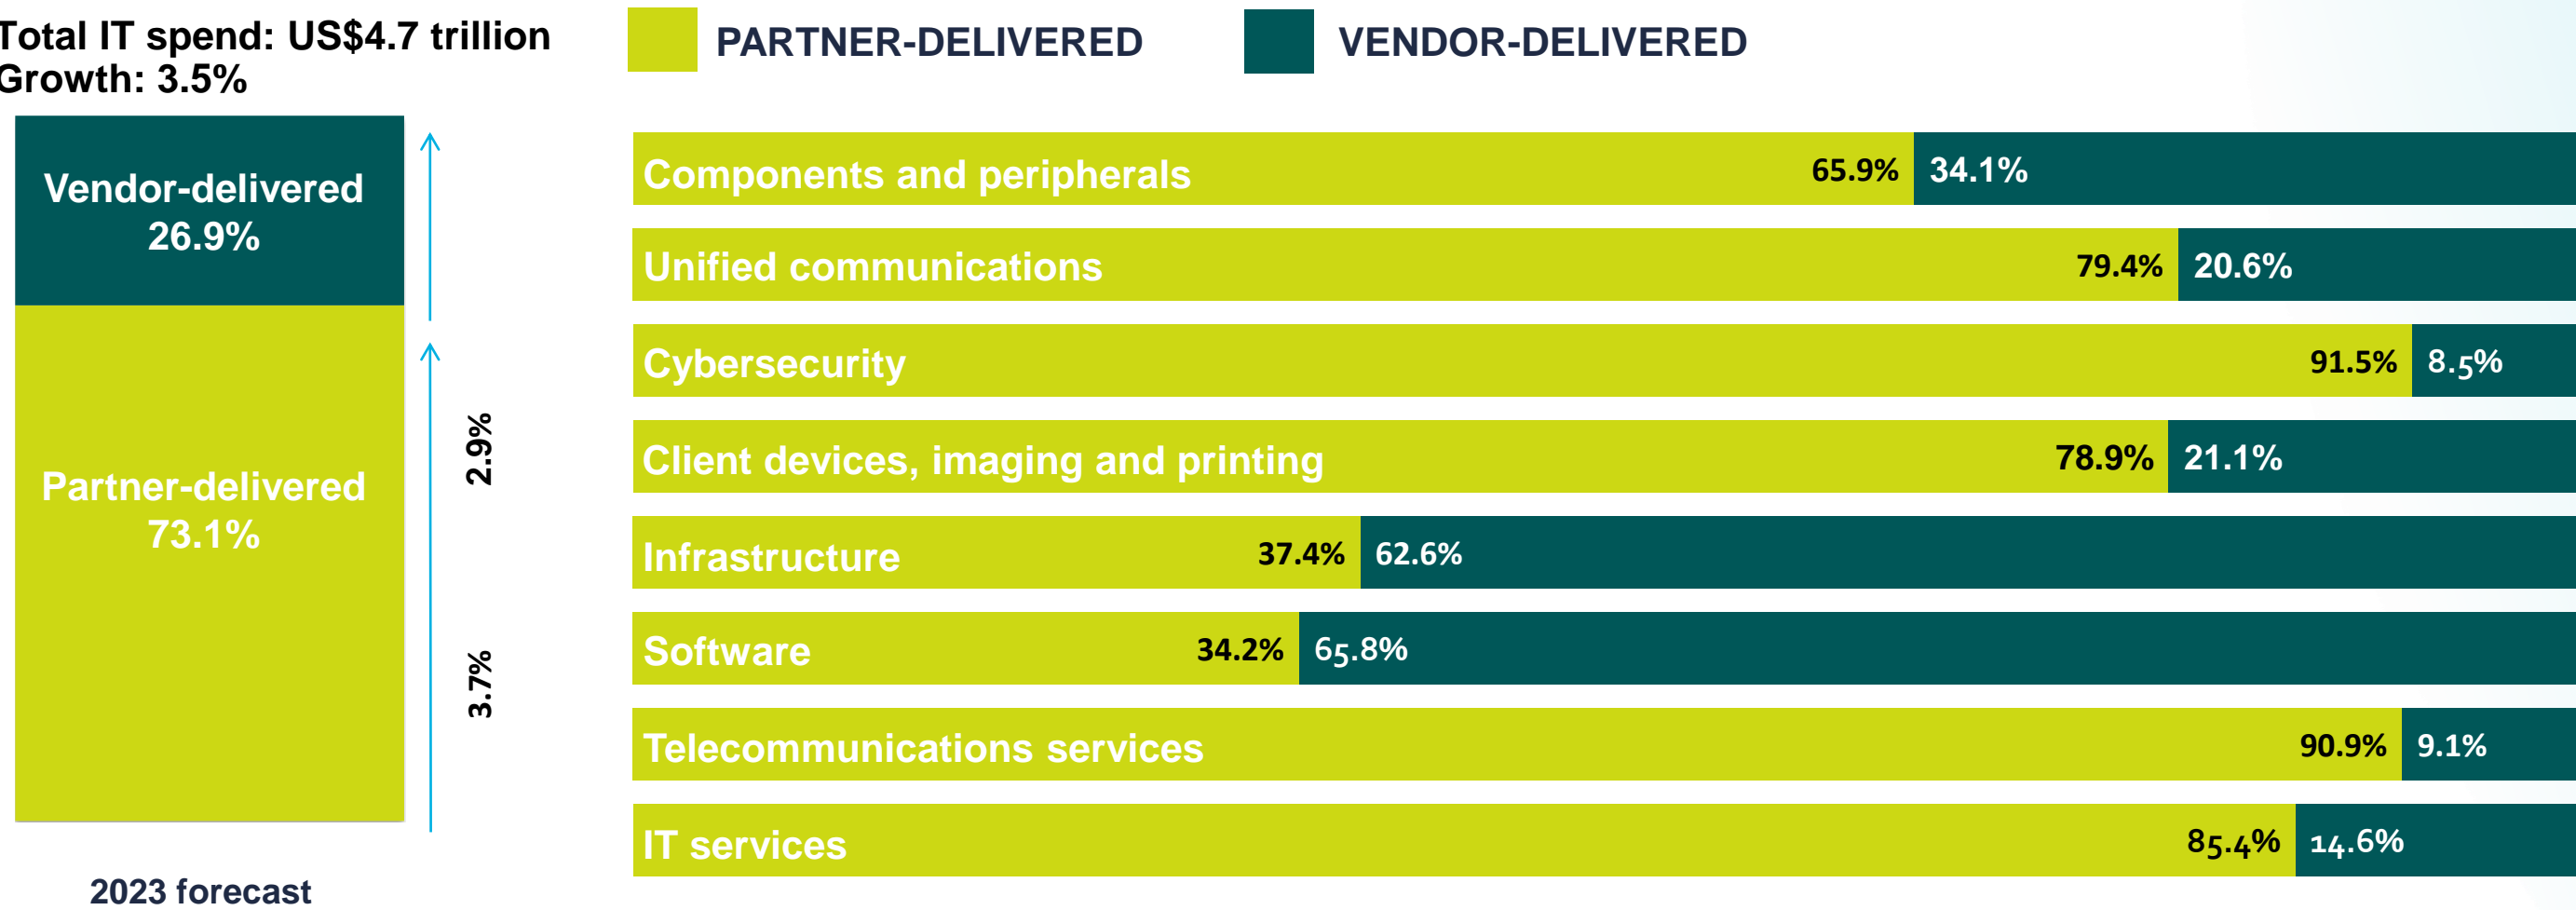 Total IT spend: US$4.7 trillion
Growth: 3.5%
PARTNER-DELIVERED
VENDOR-DELIVERED
Vendor-delivered
26.9%
Partner-delivered
73.1%
2.9%
3.7%
2023 forecast
Components and peripherals 65.9% 34.1%
Unified communications 79.4% 20.6%
Cybersecurity 91.5% 8.5%
Client devices, imaging and printing 78.9% 21.1%
Infrastructure 37.4% 62.6%
Software 34.2% 65.8%
Telecommunications services 90.9% 9.1%
IT services 85.4% 14.6%